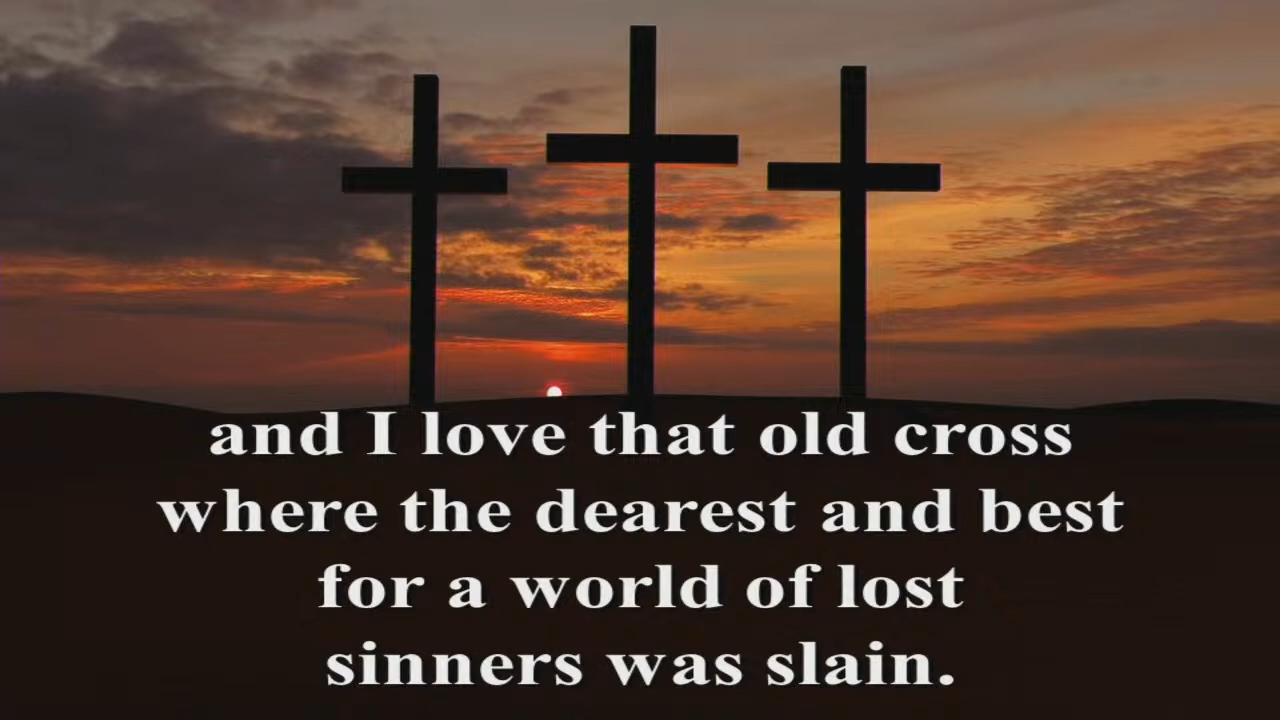 and I love that old cross
where the dearest and best
for a world of lost
sinners was slain.